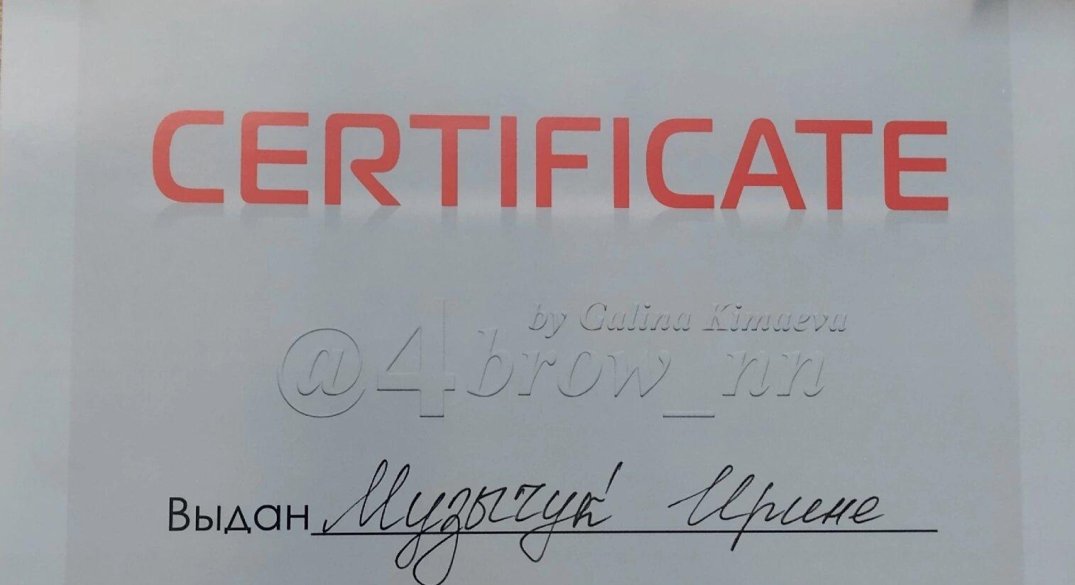 CERTIFICATE
by Galina Kimaeva
@4brow_nn
Выдан Музычук Ирине